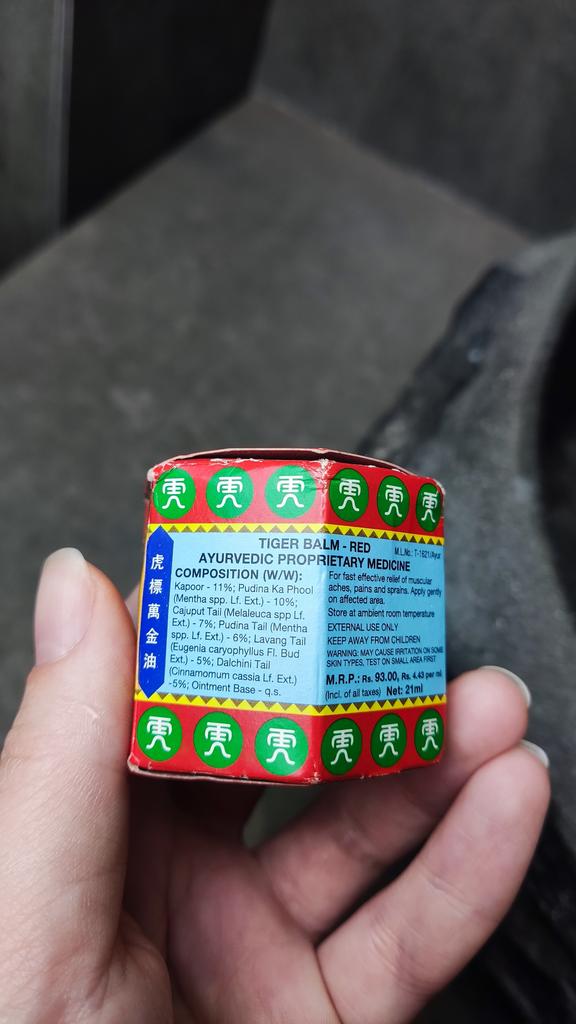 虎標萬金油
TIGER BALM - RED
AYURVEDIC PROPRIETARY MEDICINE
COMPOSITION (W/W):
Kapoor - 11%; Pudina Ka Phool
(Mentha spp. Lf. Ext.) - 10%;
Cajuput Tail (Melaleuca spp Lf.
Ext.) - 7%; Pudina Tail (Mentha
spp. Lf. Ext.) - 6%; Lavang Tail
(Eugenia caryophyllus Fl. Bud
Ext.) - 5%; Dalchini Tail
(Cinnamomum cassia Lf. Ext.)
-5%; Ointment Base - q.s.
M.L.No.: T-1621/Ayur
For fast effective relief of muscular
aches, pains and sprains. Apply gently
on affected area.
Store at ambient room temperature
EXTERNAL USE ONLY
KEEP AWAY FROM CHILDREN
WARNING: MAY CAUSE IRRITATION ON SOME
SKIN TYPES, TEST ON SMALL AREA FIRST
M.R.P.: Rs. 93.00, Rs. 4.43 per ml
(Incl. of all taxes) Net: 21ml